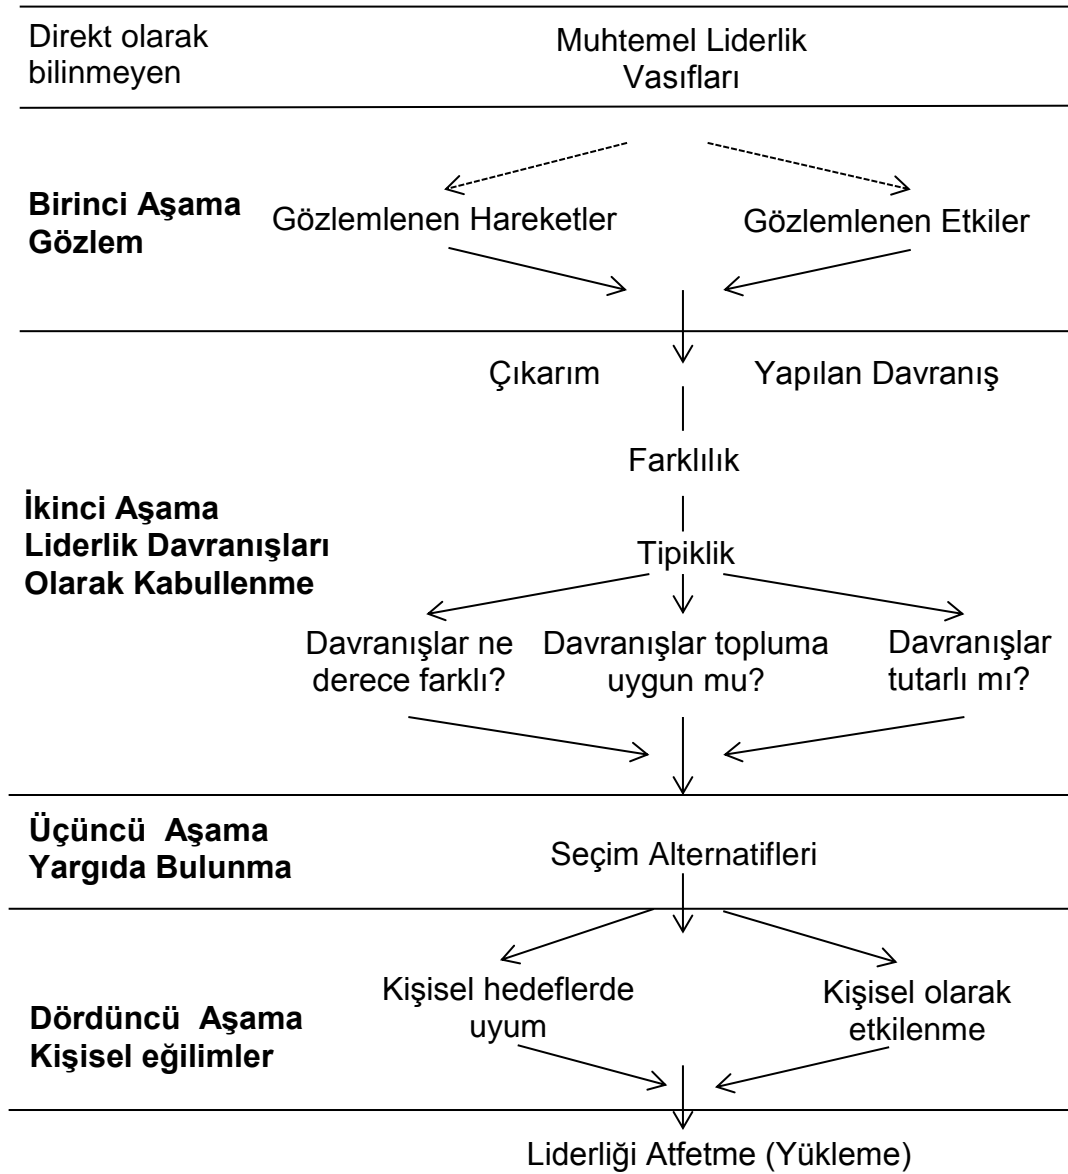 Direkt olarak
bilinmeyen
Muhtemel Liderlik
Vasıfları
Birinci Aşama
Gözlem
Gözlemlenen Hareketler
Gözlemlenen Etkiler
Çıkarım
Yapılan Davranış
Farklılık
İkinci Aşama
Liderlik Davranışları
Olarak Kabullenme
Tipiklik
Davranışlar ne
derece farklı?
Davranışlar topluma
uygun mu?
Davranışlar
tutarlı mı?
Üçüncü Aşama
Yargıda Bulunma
Seçim Alternatifleri
Dördüncü Aşama
Kişisel eğilimler
Kişisel hedeflerde
uyum
Kişisel olarak
etkilenme
Liderliği Atfetme (Yükleme)